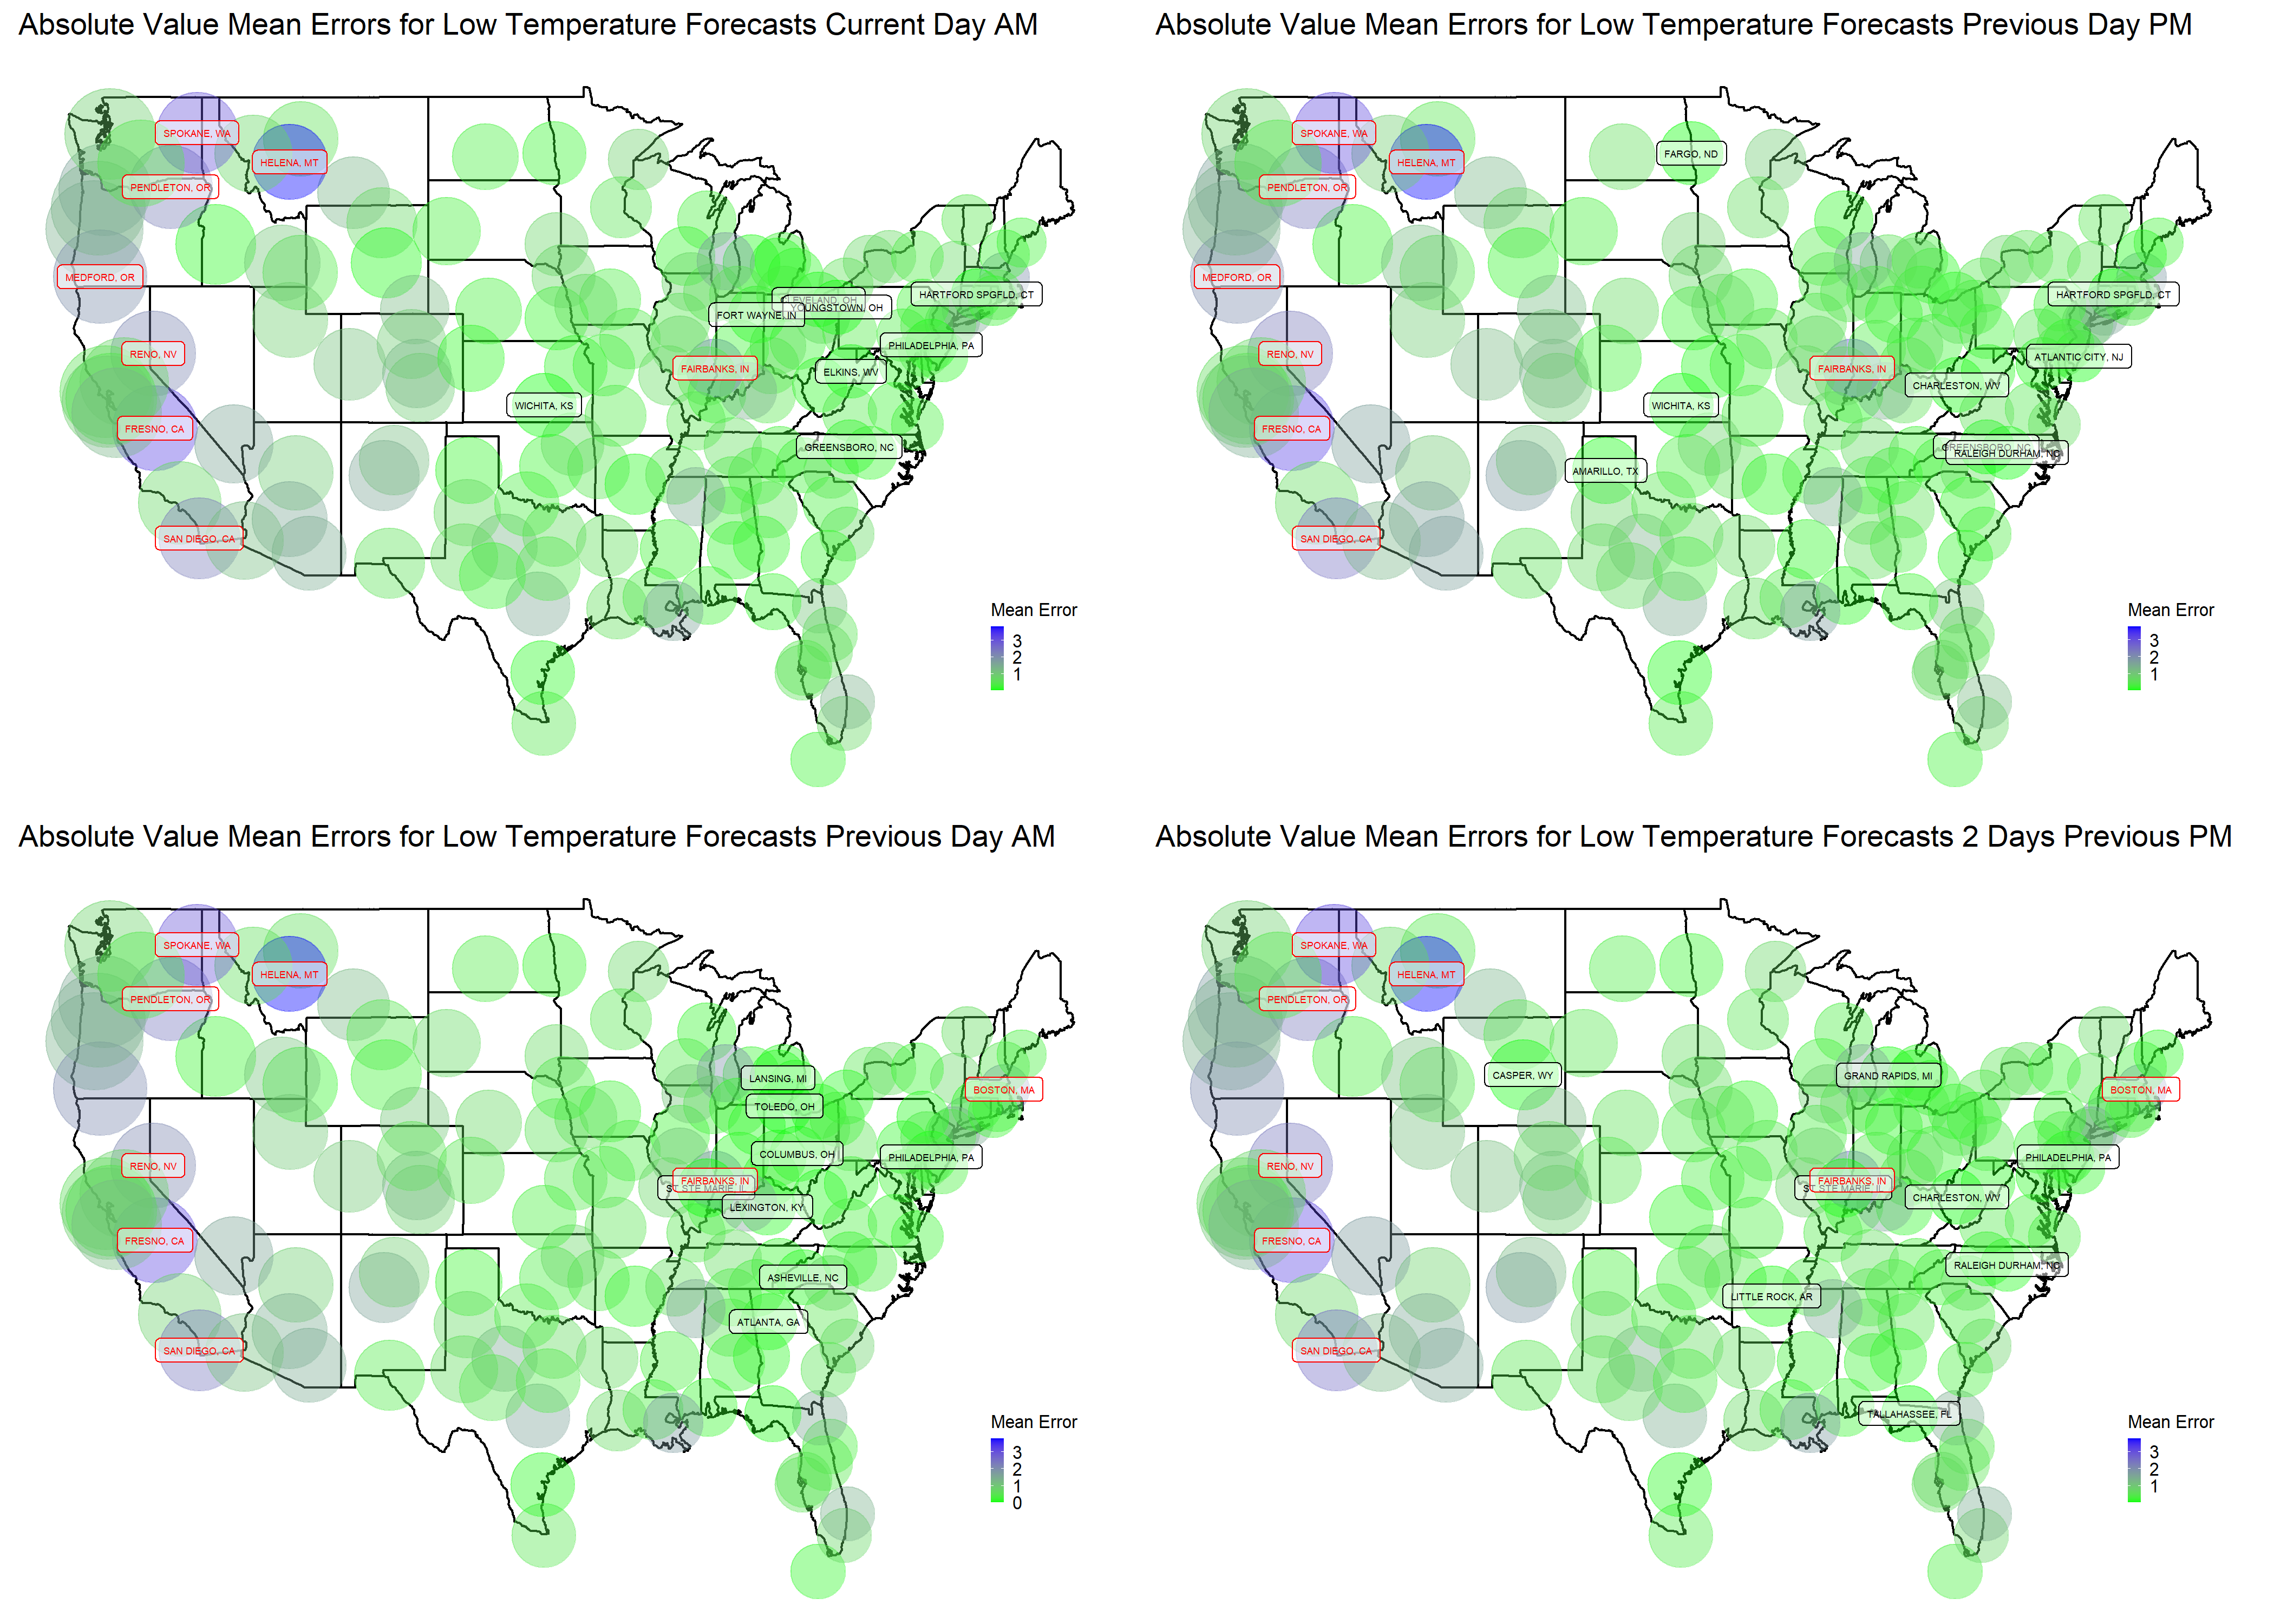 Absolute Value Mean Errors for Low Temperature Forecasts Current Day AM
SPOKANE, WA
HELENA, MT
PENDLETON, OR
MEDFORD, OR
HARTFORD SPGFLD, CT
YOUNGSTOWN, OH
FORT WAYNE, IN
PHILADELPHIA, PA
RENO, NV
FAIRBANKS, IN
ELKINS, WV
WICHITA, KS
FRESNO, CA
GREENSBORO, NC
SAN DIEGO, CA
Mean Error
3
2
1
Absolute Value Mean Errors for Low Temperature Forecasts Previous Day PM
SPOKANE, WA
FARGO, ND
HELENA, MT
PENDLETON, OR
MEDFORD, OR
HARTFORD SPGFLD, CT
RENO, NV
ATLANTIC CITY, NJ
FAIRBANKS, IN
CHARLESTON, WV
WICHITA, KS
FRESNO, CA
GREENSBORO, NC
RALEIGH DURHAM, NC
AMARILLO, TX
SAN DIEGO, CA
Mean Error
3
2
1
Absolute Value Mean Errors for Low Temperature Forecasts Previous Day AM
SPOKANE, WA
HELENA, MT
PENDLETON, OR
LANSING, MI
BOSTON, MA
TOLEDO, OH
COLUMBUS, OH
PHILADELPHIA, PA
RENO, NV
FAIRBANKS, IN
STE MARIE, IL
LEXINGTON, KY
FRESNO, CA
ASHEVILLE, NC
ATLANTA, GA
SAN DIEGO, CA
Mean Error
3
2
1
0
Absolute Value Mean Errors for Low Temperature Forecasts 2 Days Previous PM
SPOKANE, WA
HELENA, MT
PENDLETON, OR
CASPER, WY
GRAND RAPIDS, MI
BOSTON, MA
PHILADELPHIA, PA
RENO, NV
FAIRBANKS, IN
STE MARIE, IL
CHARLESTON, WV
FRESNO, CA
RALEIGH DURHAM, NC
LITTLE ROCK, AR
SAN DIEGO, CA
TALLAHASSEE, FL
Mean Error
3
2
1